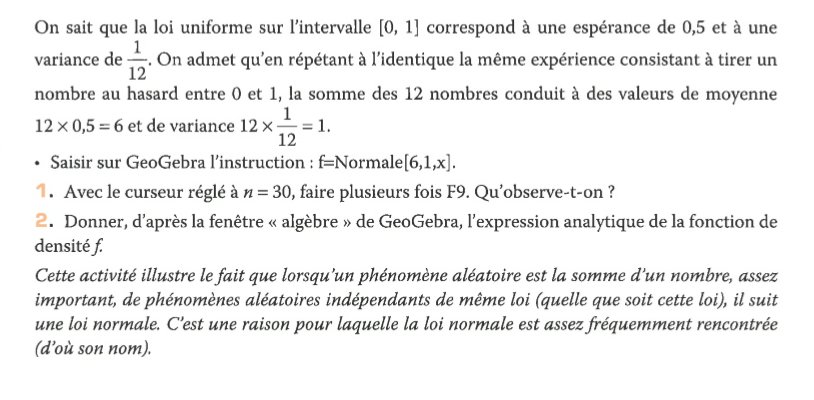 On sait que la loi uniforme sur l'intervalle [0, 1] correspond à une espérance de 0,5 et à une
variance de 1/12. On admet qu'en répétant à l'identique la même expérience consistant à tirer un
nombre au hasard entre 0 et 1, la somme des 12 nombres conduit à des valeurs de moyenne
12 × 0,5 = 6 et de variance 12 × 1/12 = 1.
• Saisir sur GeoGebra l'instruction : f=Normale[6,1,x].
1. Avec le curseur réglé à n = 30, faire plusieurs fois F9. Qu'observe-t-on ?
2. Donner, d'après la fenêtre « algèbre » de GeoGebra, l'expression analytique de la fonction de
densité f.
Cette activité illustre le fait que lorsqu'un phénomène aléatoire est la somme d'un nombre, assez
important, de phénomènes aléatoires indépendants de même loi (quelle que soit cette loi), il suit
une loi normale. C'est une raison pour laquelle la loi normale est assez fréquemment rencontrée
(d'où son nom).